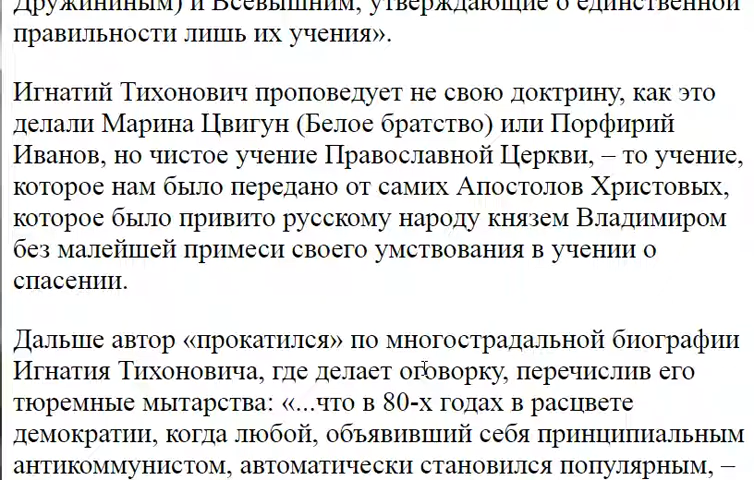 Дружининым) и Всевышним, утверждающие о единственной
правильности лишь их учения».
Игнатий Тихонович проповедует не свою доктрину, как это
делали Марина Цвигун (Белое братство) или Порфирий
Иванов, но чистое учение Православной Церкви, – то учение,
которое нам было передано от самих Апостолов Христовых,
которое было привито русскому народу князем Владимиром
без малейшей примеси своего умствования в учении о
спасении.
Дальше автор «прокатился» по многострадальной биографии
Игнатия Тихоновича, где делает оговорку, перечислив его
тюремные мытарства: «...что в 80-х годах в расцвете
демократии, когда любой, объявивший себя принципиальным
антикоммунистом, автоматически становился популярным, –